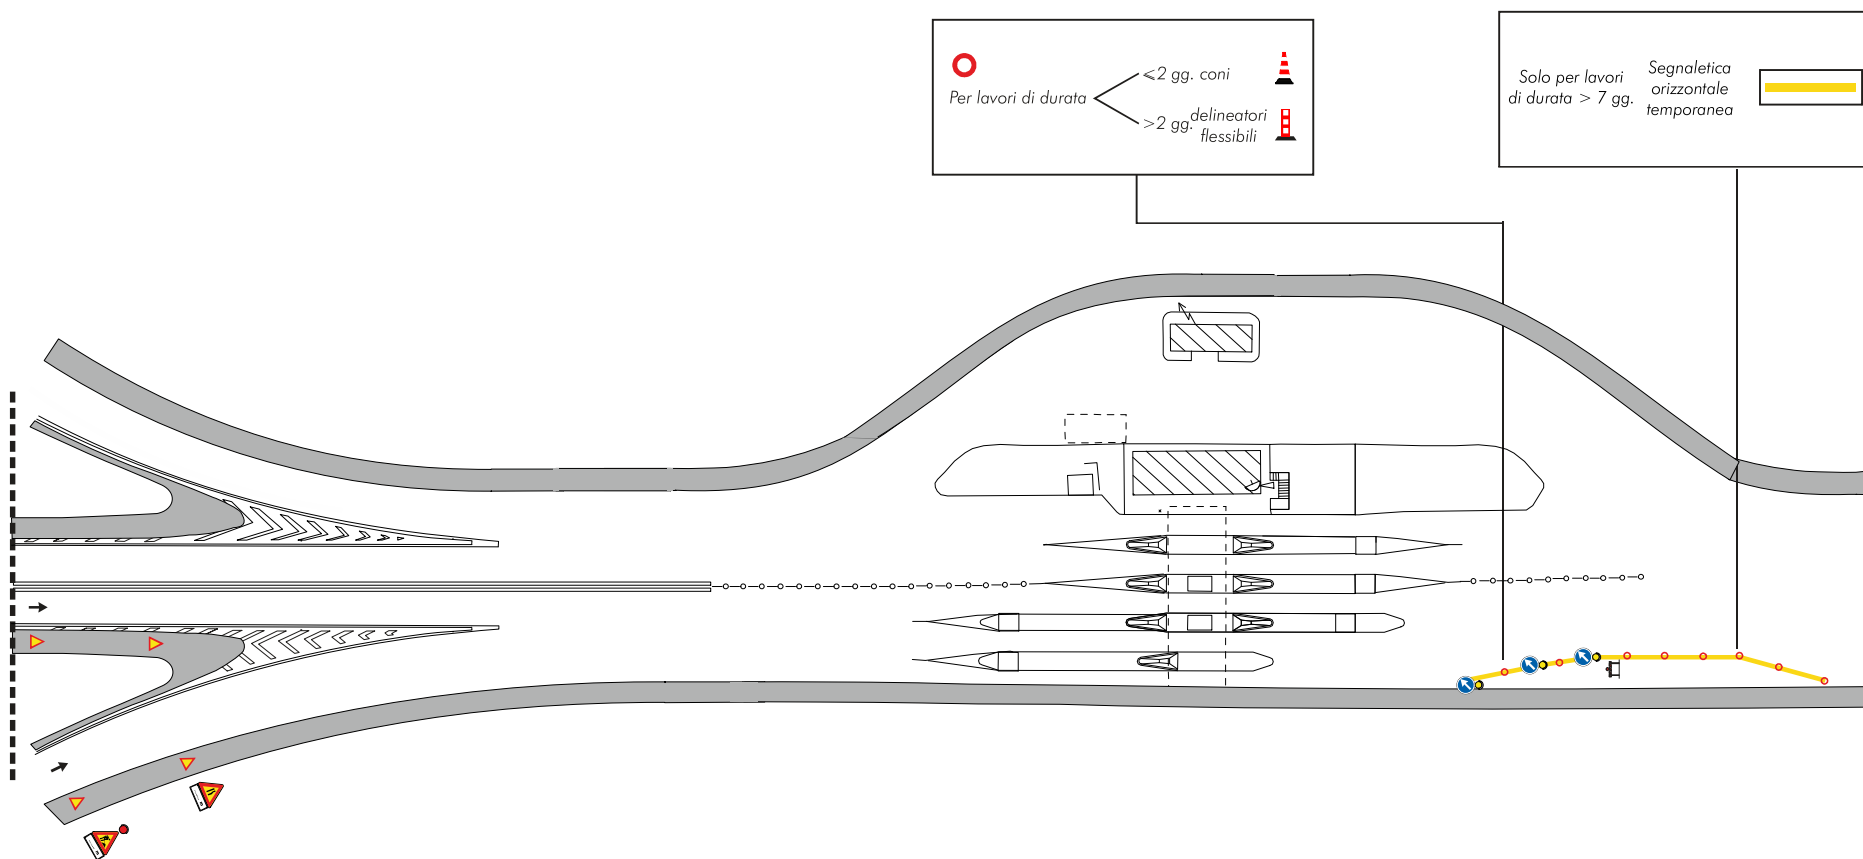 Per lavori di durata
⩽2 gg. coni
>2 gg. delineatori
flessibili
Solo per lavori
di durata > 7 gg.
Segnaletica
orizzontale
temporanea